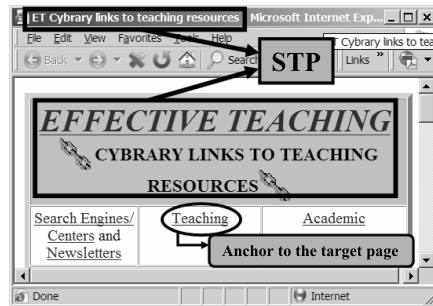 ET Cybrary links to teaching resources Microsoft Internet Exp...
File Edit View Favorites Tools Help
ET Cybrary links to tea
Back Search Links »
STP
EFFECTIVE TEACHING
CYBRARY LINKS TO TEACHING
RESOURCES
Search Engines/ Teaching Academic
Centers and
Newsletters
Anchor to the target page
Done Internet